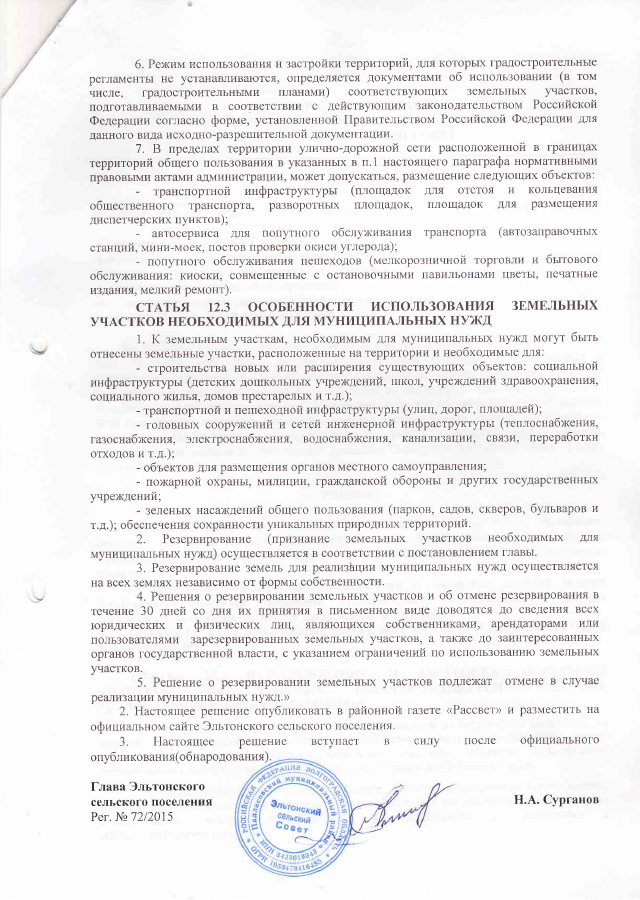 6. Режим использования и застройки территорий, для которых градостроительные
регламенты не устанавливаются, определяется документами об использовании (в том
числе, градостроительными планами) соответствующих земельных участков,
подготавливаемыми в соответствии с действующим законодательством Российской
Федерации согласно форме, установленной Правительством Российской Федерации для
данного вида исходно-разрешительной документации.
7. В пределах территории улично-дорожной сети расположенной в границах
территорий общего пользования в указанных в п.1 настоящего параграфа нормативными
правовыми актами администрации, может допускаться, размещение следующих объектов:
- транспортной инфраструктуры (площадок для отстоя и кольцевания
общественного транспорта, разворотных площадок, площадок для размещения
диспетчерских пунктов);
- автосервиса для попутного обслуживания транспорта (автозаправочных
станций, мини-моек, постов проверки окиси углерода);
- попутного обслуживания пешеходов (мелкорозничной торговли и бытового
обслуживания: киоски, совмещенные с остановочными павильонами цветы, печатные
издания, мелкий ремонт).
СТАТЬЯ 12.3 ОСОБЕННОСТИ ИСПОЛЬЗОВАНИЯ ЗЕМЕЛЬНЫХ
УЧАСТКОВ НЕОБХОДИМЫХ ДЛЯ МУНИЦИПАЛЬНЫХ НУЖД
1. К земельным участкам, необходимым для муниципальных нужд могут быть
отнесены земельные участки, расположенные на территории и необходимые для:
- строительства новых или расширения существующих объектов: социальной
инфраструктуры (детских дошкольных учреждений, школ, учреждений здравоохранения,
социального жилья, домов престарелых и т.д.);
- транспортной и пешеходной инфраструктуры (улиц, дорог, площадей);
- головных сооружений и сетей инженерной инфраструктуры (теплоснабжения,
газоснабжения, электроснабжения, водоснабжения, канализации, связи, переработки
отходов и т.д.);
- объектов для размещения органов местного самоуправления;
- пожарной охраны, милиции, гражданской обороны и других государственных
учреждений;
- зеленых насаждений общего пользования (парков, садов, скверов, бульваров и
т.д.); обеспечения сохранности уникальных природных территорий.
2. Резервирование (признание земельных участков необходимых для
муниципальных нужд) осуществляется в соответствии с постановлением главы.
3. Резервирование земель для реализации муниципальных нужд осуществляется
на всех землях независимо от формы собственности.
4. Решения о резервировании земельных участков и об отмене резервирования в
течение 30 дней со дня их принятия в письменном виде доводятся до сведения всех
юридических и физических лиц, являющихся собственниками, арендаторами или
пользователями зарезервированных земельных участков, а также до заинтересованных
органов государственной власти, с указанием ограничений по использованию земельных
участков.
5. Решение о резервировании земельных участков подлежат отмене в случае
реализации муниципальных нужд.»
2. Настоящее решение опубликовать в районной газете «Рассвет» и разместить на
официальном сайте Эльтонского сельского поселения.
3. Настоящее решение вступает в силу после официального
опубликования(обнародования).
Глава Эльтонского
сельского поселения
Н.А. Сурганов
Рег. № 72/2015
РОССИЙСКАЯ ФЕДЕРАЦИЯ ВОЛГОГРАДСКАЯ ОБЛАСТЬ
Палласовский муниципальный район
Эльтонский
сельский
Совет